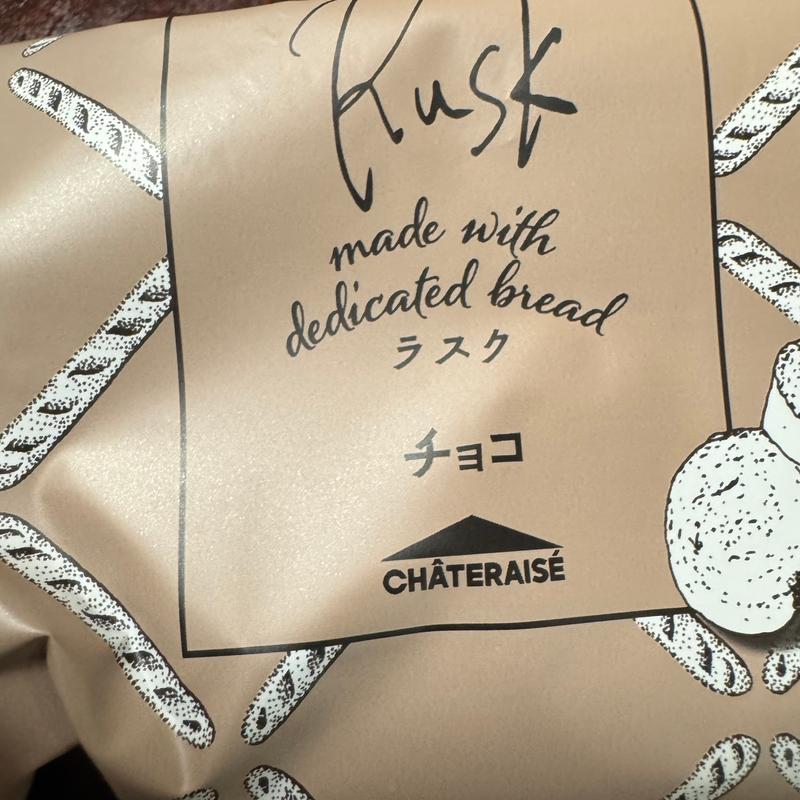 Rusk
made with
dedicated bread
ラスク
チョコ
CHÂTERAISÉ